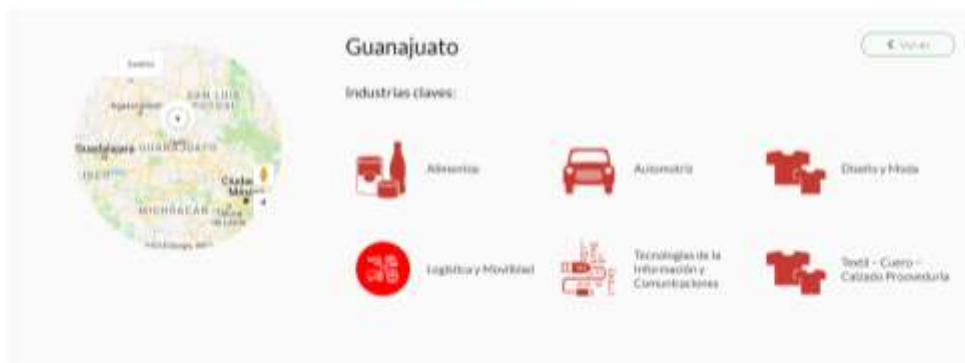 Guanajuato
Volver
Industrias claves:
SAN LUIS
POTOSÍ
Guadalajara GUANAJUATO
MICHOACÁN
Alimentos
Automotriz
Diseño y Moda
Logística y Movilidad
Tecnologías de la
Información y
Comunicaciones
Textil - Cuero -
Calzado Proveeduría